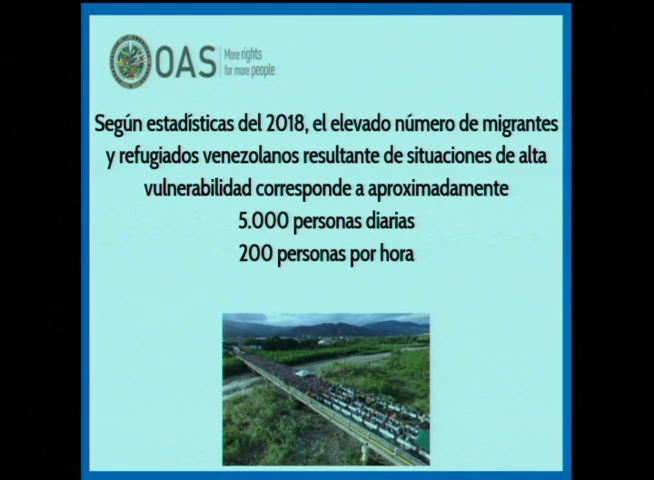 OAS
More rights
for more people
Según estadísticas del 2018, el elevado número de migrantes
y refugiados venezolanos resultante de situaciones de alta
vulnerabilidad corresponde a aproximadamente
5.000 personas diarias
200 personas por hora